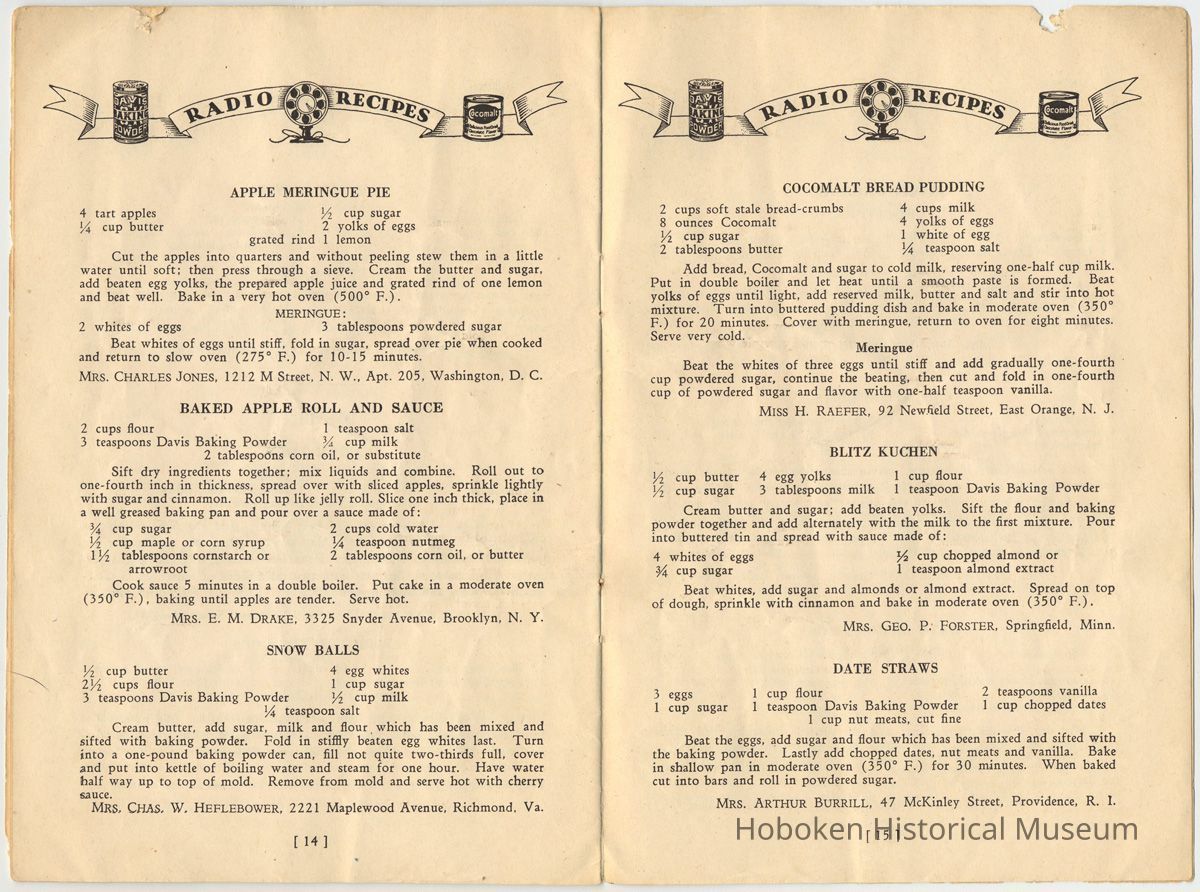 RADIO RECIPES
DAVIS BAKING POWDER
Cocomalt
APPLE MERINGUE PIE
4 tart apples ½ cup sugar
¼ cup butter 2 yolks of eggs
grated rind 1 lemon
Cut the apples into quarters and without peeling stew them in a little
water until soft; then press through a sieve. Cream the butter and sugar,
add beaten egg yolks, the prepared apple juice and grated rind of one lemon
and beat well. Bake in a very hot oven (500° F.).
MERINGUE:
2 whites of eggs 3 tablespoons powdered sugar
Beat whites of eggs until stiff, fold in sugar, spread over pie when cooked
and return to slow oven (275° F.) for 10-15 minutes.
MRS. CHARLES JONES, 1212 M Street, N. W., Apt. 205, Washington, D. C.
BAKED APPLE ROLL AND SAUCE
2 cups flour 1 teaspoon salt
3 teaspoons Davis Baking Powder ¾ cup milk
2 tablespoons corn oil, or substitute
Sift dry ingredients together; mix liquids and combine. Roll out to
one-fourth inch in thickness, spread over with sliced apples, sprinkle lightly
with sugar and cinnamon. Roll up like jelly roll. Slice one inch thick, place in
a well greased baking pan and pour over a sauce made of:
¾ cup sugar 2 cups cold water
½ cup maple or corn syrup ¼ teaspoon nutmeg
1½ tablespoons cornstarch or 2 tablespoons corn oil, or butter
arrowroot
Cook sauce 5 minutes in a double boiler. Put cake in a moderate oven
(350° F.), baking until apples are tender. Serve hot.
MRS. E. M. DRAKE, 3325 Snyder Avenue, Brooklyn, N. Y.
SNOW BALLS
½ cup butter 4 egg whites
2½ cups flour 1 cup sugar
3 teaspoons Davis Baking Powder ½ cup milk
¼ teaspoon salt
Cream butter, add sugar, milk and flour which has been mixed and
sifted with baking powder. Fold in stiffly beaten egg whites last. Turn
into a one-pound baking powder can, fill not quite two-thirds full, cover
and put into kettle of boiling water and steam for one hour. Have water
half way up to top of mold. Remove from mold and serve hot with cherry
sauce.
MRS. CHAS. W. HEFLEBOWER, 2221 Maplewood Avenue, Richmond, Va.
[ 14 ]
RADIO RECIPES
DAVIS BAKING POWDER
Cocomalt
COCOMALT BREAD PUDDING
2 cups soft stale bread-crumbs 4 cups milk
8 ounces Cocomalt 4 yolks of eggs
½ cup sugar 1 white of egg
2 tablespoons butter ¼ teaspoon salt
Add bread, Cocomalt and sugar to cold milk, reserving one-half cup milk.
Put in double boiler and let heat until a smooth paste is formed. Beat
yolks of eggs until light, add reserved milk, butter and salt and stir into hot
mixture. Turn into buttered pudding dish and bake in moderate oven (350°
F.) for 20 minutes. Cover with meringue, return to oven for eight minutes.
Serve very cold.
Meringue
Beat the whites of three eggs until stiff and add gradually one-fourth
cup powdered sugar, continue the beating, then cut and fold in one-fourth
cup of powdered sugar and flavor with one-half teaspoon vanilla.
MISS H. RAEFER, 92 Newfield Street, East Orange, N. J.
BLITZ KUCHEN
½ cup butter 4 egg yolks 1 cup flour
½ cup sugar 3 tablespoons milk 1 teaspoon Davis Baking Powder
Cream butter and sugar; add beaten yolks. Sift the flour and baking
powder together and add alternately with the milk to the first mixture. Pour
into buttered tin and spread with sauce made of:
4 whites of eggs ½ cup chopped almond or
¾ cup sugar 1 teaspoon almond extract
Beat whites, add sugar and almonds or almond extract. Spread on top
of dough, sprinkle with cinnamon and bake in moderate oven (350° F.).
MRS. GEO. P. FORSTER, Springfield, Minn.
DATE STRAWS
3 eggs 1 cup flour 2 teaspoons vanilla
1 cup sugar 1 teaspoon Davis Baking Powder 1 cup chopped dates
1 cup nut meats, cut fine
Beat the eggs, add sugar and flour which has been mixed and sifted with
the baking powder. Lastly add chopped dates, nut meats and vanilla. Bake
in shallow pan in moderate oven (350° F.) for 30 minutes. When baked
cut into bars and roll in powdered sugar.
MRS. ARTHUR BURRILL, 47 McKinley Street, Providence, R. I.
[ 15 ]
Hoboken Historical Museum